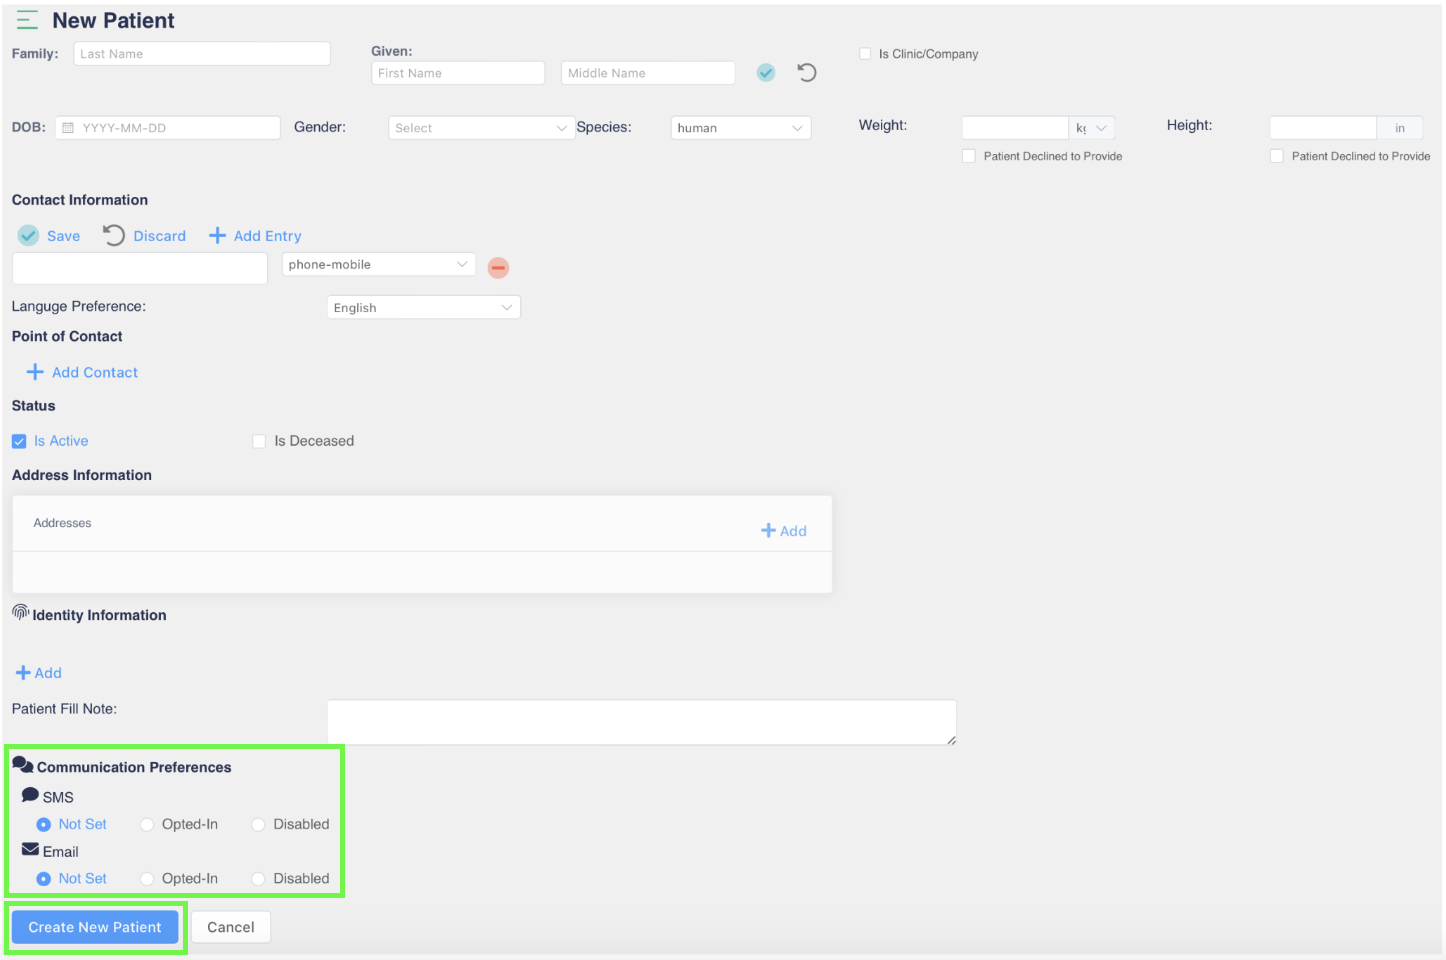 New Patient
Family: Last Name
Given:
First Name Middle Name
Is Clinic/Company
DOB: YYYY-MM-DD Gender: Select Species: human Weight: Height: in
Patient Declined to Provide Patient Declined to Provide
Contact Information
Save Discard Add Entry
phone-mobile
Languge Preference: English
Point of Contact
Add Contact
Status
Is Active Is Deceased
Address Information
Addresses
Add
Identity Information
Add
Patient Fill Note:
Communication Preferences
SMS
Not Set Opted-In Disabled
Email
Not Set Opted-In Disabled
Create New Patient Cancel